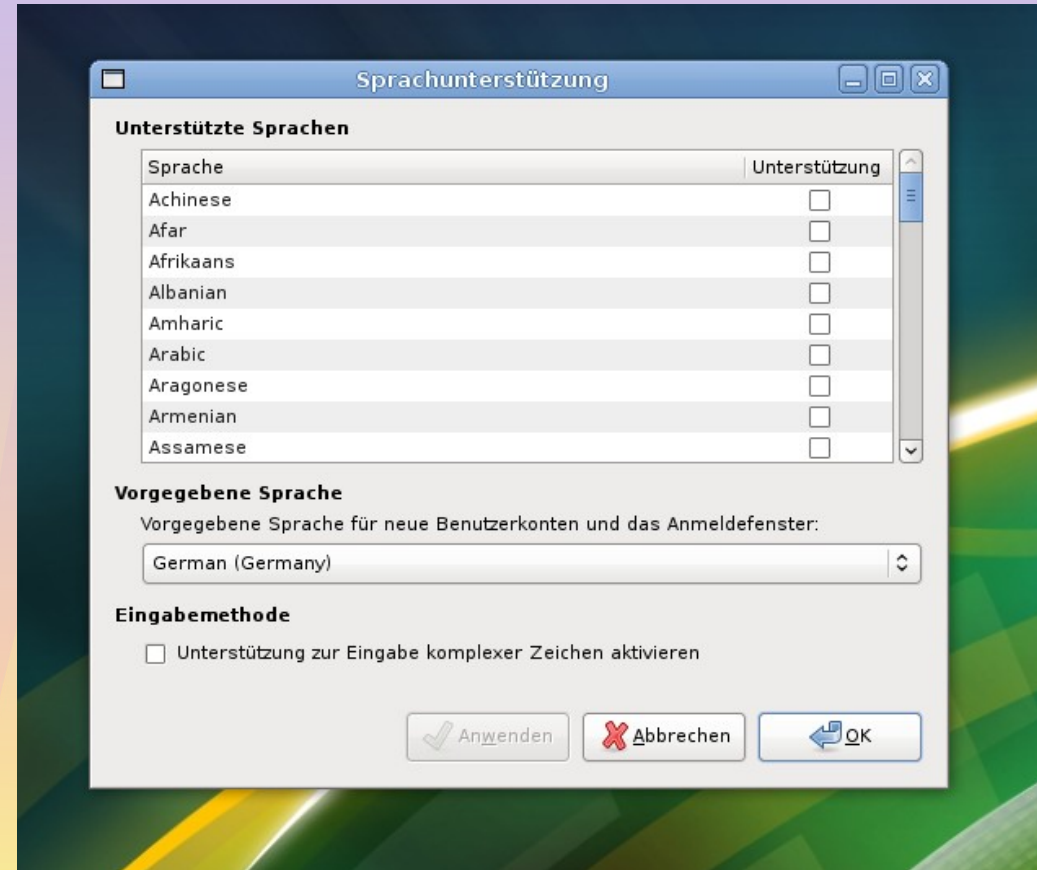 Sprachunterstützung
Unterstützte Sprachen
Sprache Unterstützung
Achinese
Afar
Afrikaans
Albanian
Amharic
Arabic
Aragonese
Armenian
Assamese
Vorgegebene Sprache
Vorgegebene Sprache für neue Benutzerkonten und das Anmeldefenster:
German (Germany)
Eingabemethode
Unterstützung zur Eingabe komplexer Zeichen aktivieren
Anwenden Abbrechen OK